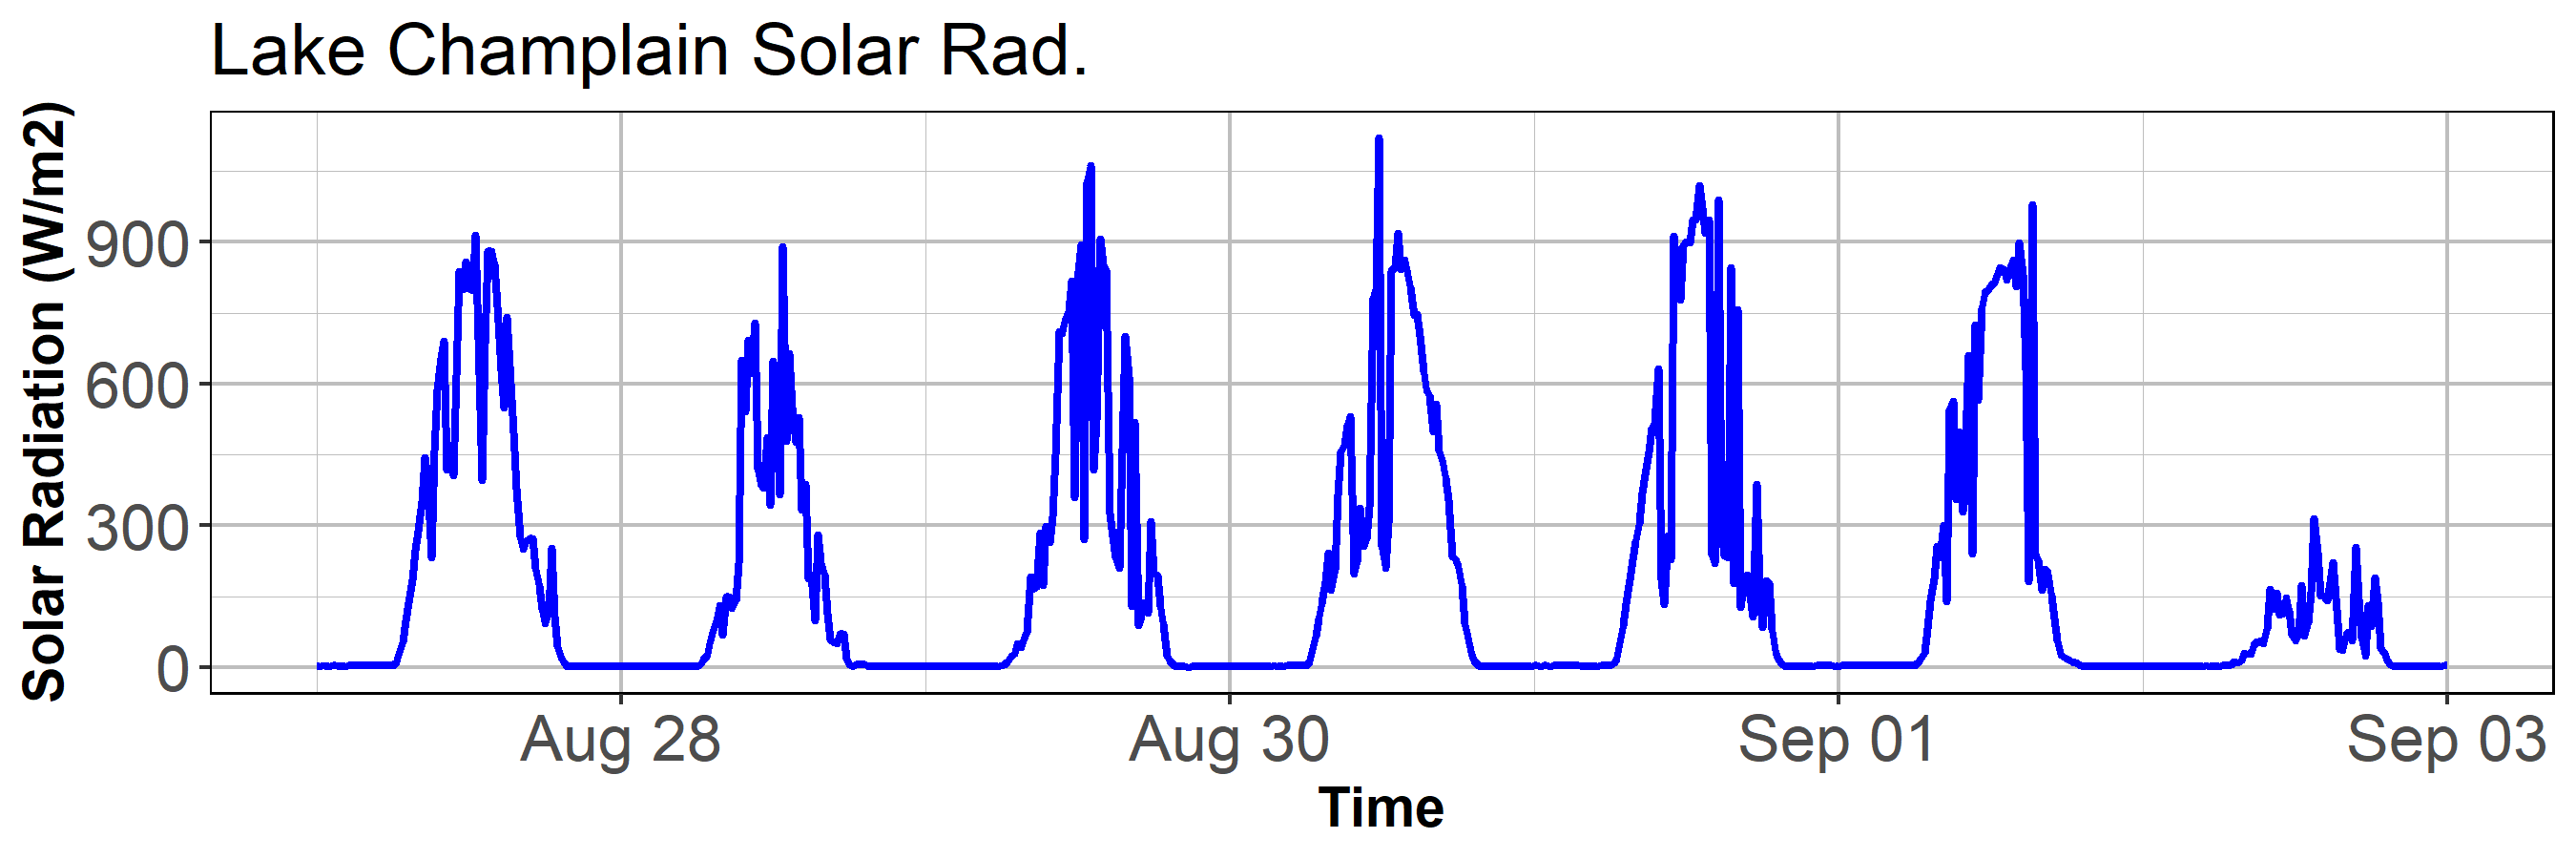 Lake Champlain Solar Rad.
Solar Radiation (W/m2)
900
600
300
0
Aug 28 Aug 30 Sep 01 Sep 03
Time